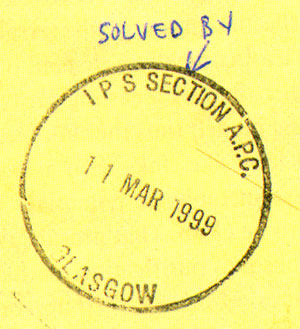 SOLVED BY
I P S SECTION A.P.C.
11 MAR 1999
GLASGOW